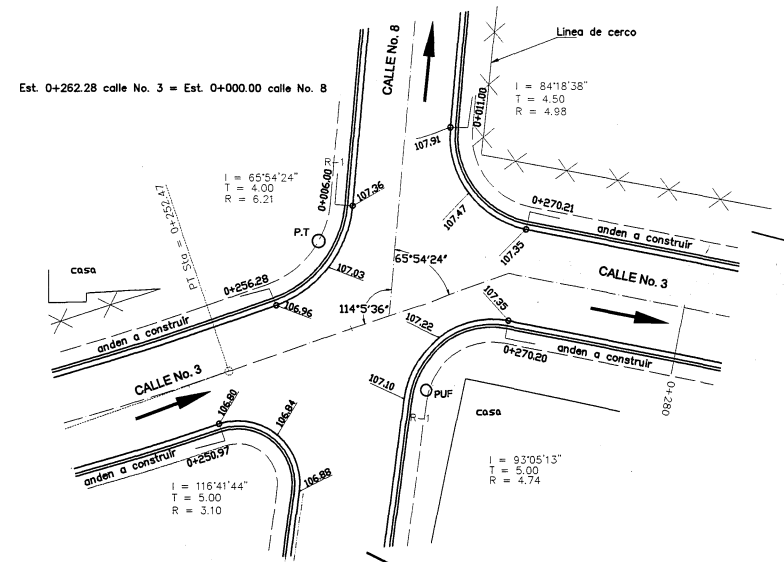 CALLE No. 8
Linea de cerco
Est. 0+262.28 calle No. 3 = Est. 0+000.00 calle No. 8
I = 84°18'38"
T = 4.50
R = 4.98
0+011.00
107.91
R-1
I = 65°54'24"
T = 4.00
R = 6.21
0+006.00
107.36
107.47
0+270.21
anden a construir
107.35
P.T
PT Sta = 0+252.47
65°54'24"
casa
107.03
CALLE No. 3
0+256.28
106.96
114°5'36"
107.35
anden a construir
107.22
0+270.20
anden a construir
CALLE No. 3
107.10
PUF
0+280
106.80
106.84
R-1
casa
anden a construir
0+250.97
106.88
I = 93°05'13"
T = 5.00
R = 4.74
I = 116°41'44"
T = 5.00
R = 3.10